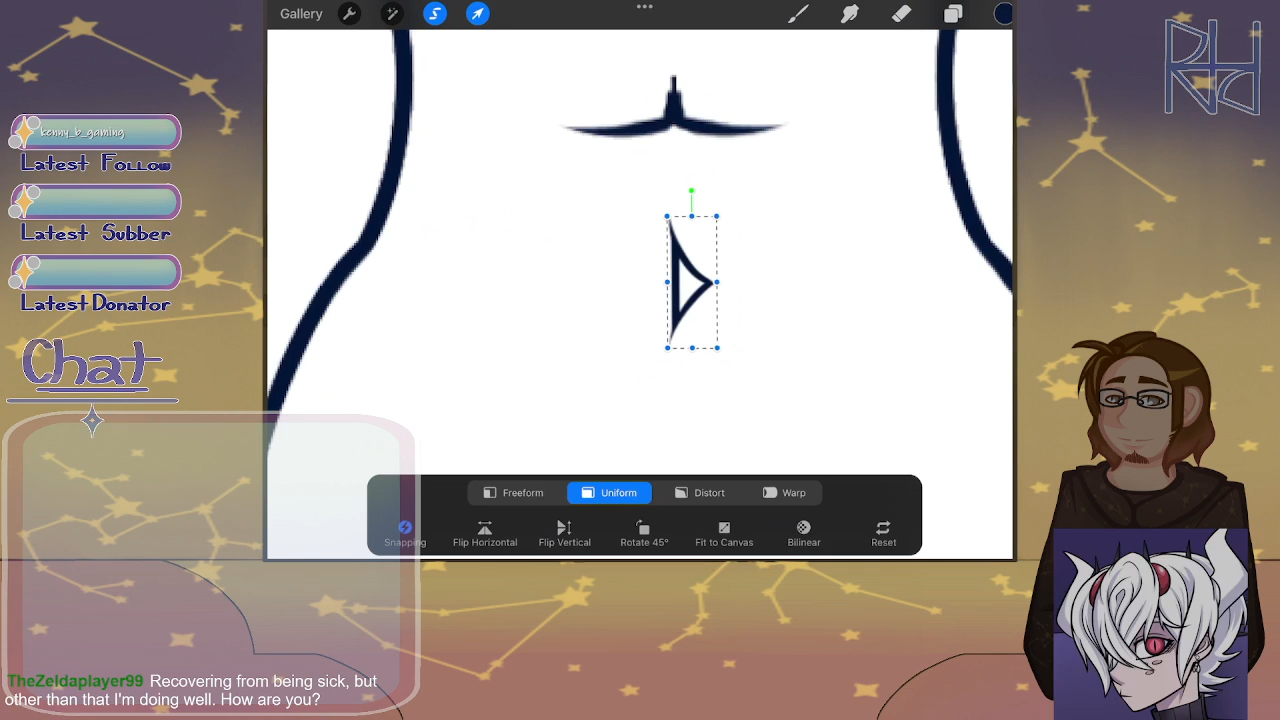 Gallery
kenny_b_gaming
Latest Follow
Latest Subber
Latest Donator
Chat
TheZeldaplayer99 Recovering from being sick, but
other than that I'm doing well. How are you?
Freeform Uniform Distort Warp
Snapping Flip Horizontal Flip Vertical Rotate 45° Fit to Canvas Bilinear Reset